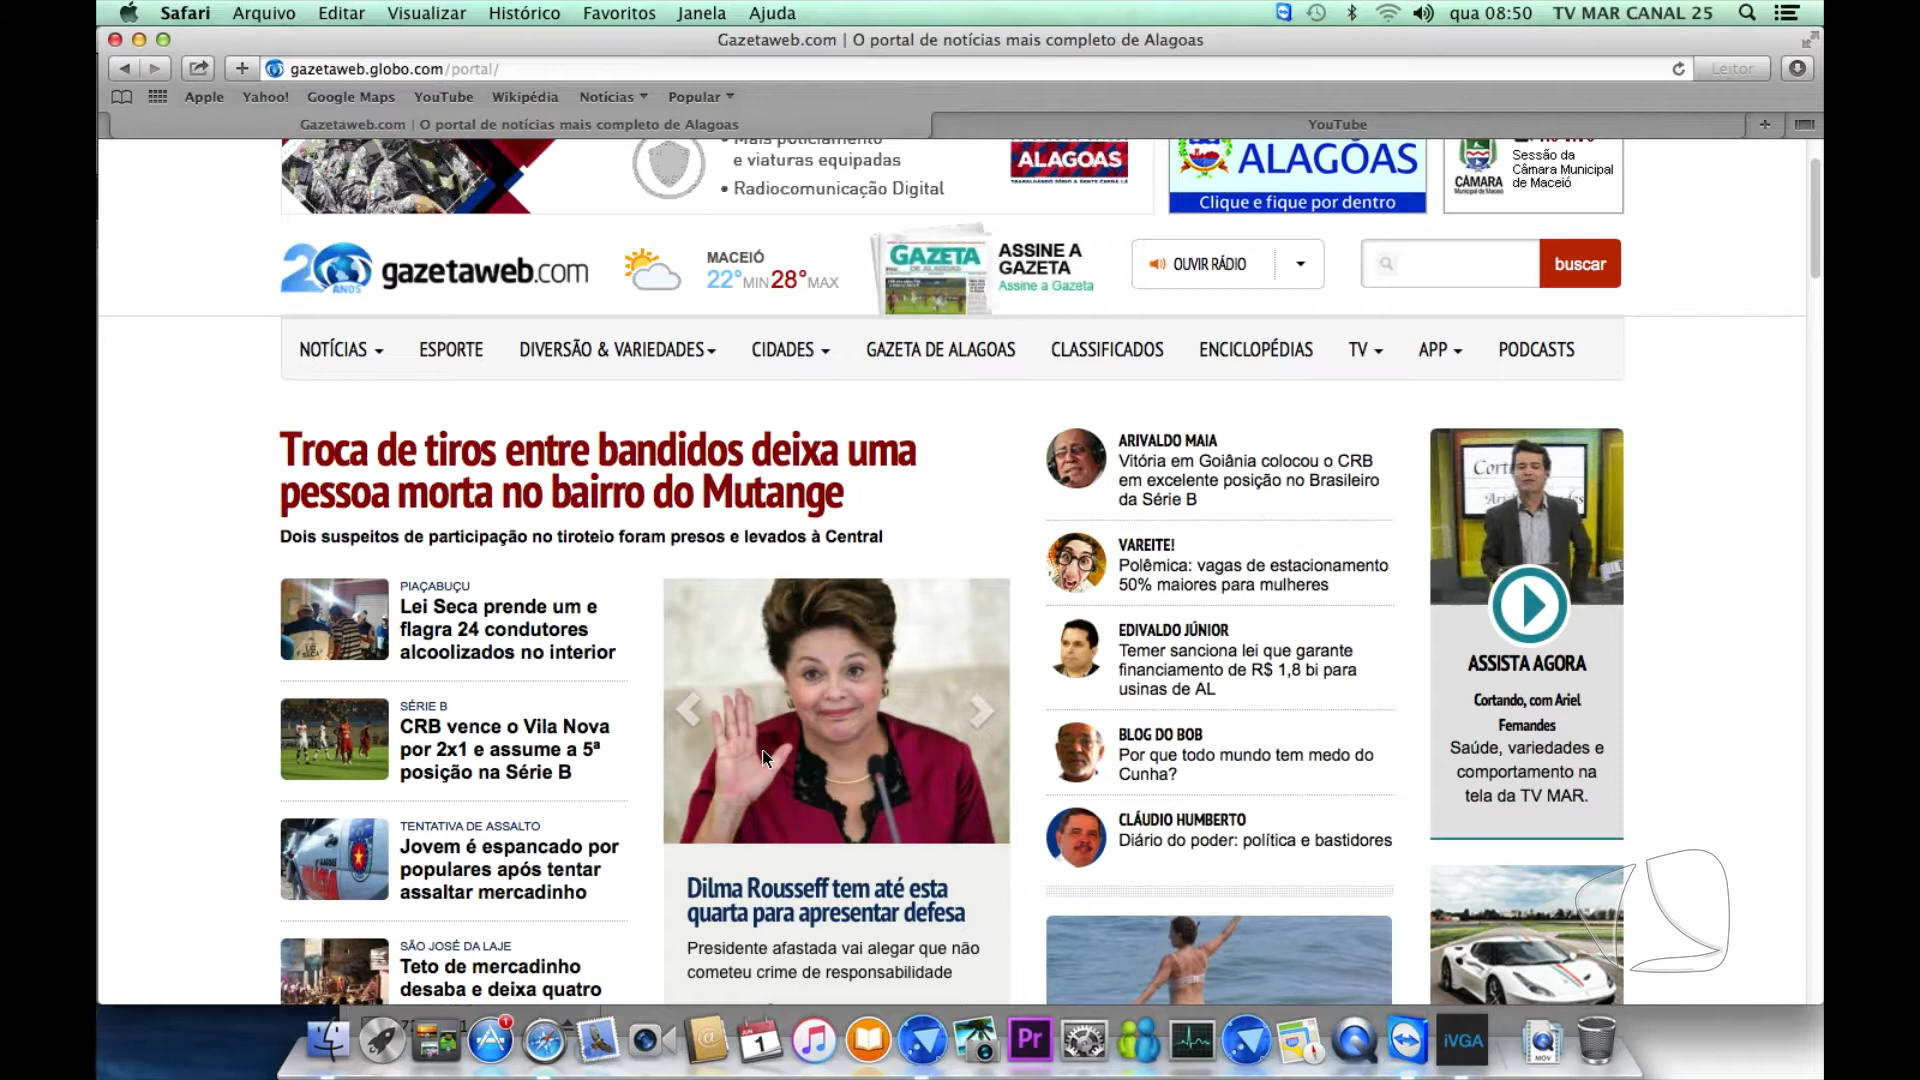 Safari Arquivo Editar Visualizar Histórico Favoritos Janela Ajuda qua 08:50 TV MAR CANAL 25
Gazetaweb.com | O portal de notícias mais completo de Alagoas
gazetaweb.globo.com/portal/
Leitor
Apple Yahoo! Google Maps YouTube Wikipédia Notícias Popular
Gazetaweb.com | O portal de notícias mais completo de Alagoas
YouTube
• Mais policiamento
e viaturas equipadas
• Radiocomunicação Digital
ALAGOAS
ALAGOAS
Clique e fique por dentro
CÂMARA
Sessão da
Câmara Municipal
de Maceió
20 ANOS gazetaweb.com
MACEIÓ
22° MIN 28° MAX
GAZETA
ASSINE A
GAZETA
Assine a Gazeta
OUVIR RÁDIO
buscar
NOTÍCIAS ESPORTE DIVERSÃO & VARIEDADES CIDADES GAZETA DE ALAGOAS CLASSIFICADOS ENCICLOPÉDIAS TV APP PODCASTS
Troca de tiros entre bandidos deixa uma
pessoa morta no bairro do Mutange
Dois suspeitos de participação no tiroteio foram presos e levados à Central
PIAÇABUÇU
Lei Seca prende um e
flagra 24 condutores
alcoolizados no interior
SÉRIE B
CRB vence o Vila Nova
por 2x1 e assume a 5ª
posição na Série B
TENTATIVA DE ASSALTO
Jovem é espancado por
populares após tentar
assaltar mercadinho
SÃO JOSÉ DA LAJE
Teto de mercadinho
desaba e deixa quatro
Dilma Rousseff tem até esta
quarta para apresentar defesa
Presidente afastada vai alegar que não
cometeu crime de responsabilidade
ARIVALDO MAIA
Vitória em Goiânia colocou o CRB
em excelente posição no Brasileiro
da Série B
VAREITE!
Polêmica: vagas de estacionamento
50% maiores para mulheres
EDIVALDO JÚNIOR
Temer sanciona lei que garante
financiamento de R$ 1,8 bi para
usinas de AL
BLOG DO BOB
Por que todo mundo tem medo do
Cunha?
CLÁUDIO HUMBERTO
Diário do poder: política e bastidores
ASSISTA AGORA
Cortando, com Ariel
Fernandes
Saúde, variedades e
comportamento na
tela da TV MAR.
1
1
Pr
iVGA
MOV